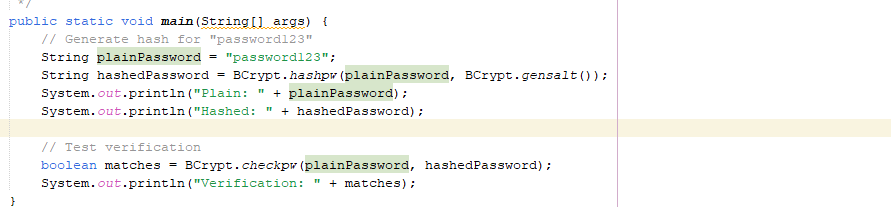 */
public static void main(String[] args) {
// Generate hash for "password123"
String plainPassword = "password123";
String hashedPassword = BCrypt.hashpw(plainPassword, BCrypt.gensalt());
System.out.println("Plain: " + plainPassword);
System.out.println("Hashed: " + hashedPassword);
// Test verification
boolean matches = BCrypt.checkpw(plainPassword, hashedPassword);
System.out.println("Verification: " + matches);
}